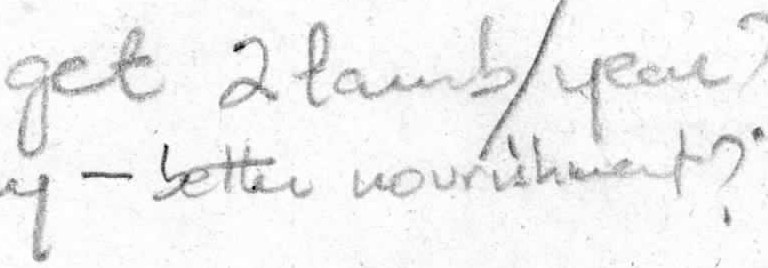 get 2 lamb/year?
y - better nourishment?